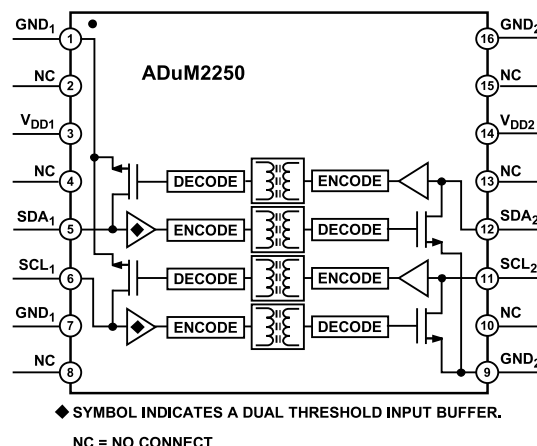 GND1
1
16
GND2
ADuM2250
NC
2
15
NC
VDD1
3
14
VDD2
NC
4
13
NC
DECODE
ENCODE
SDA1
5
12
SDA2
ENCODE
DECODE
SCL1
6
11
SCL2
DECODE
ENCODE
GND1
7
10
NC
ENCODE
DECODE
NC
8
9
GND2
◆ SYMBOL INDICATES A DUAL THRESHOLD INPUT BUFFER.
NC = NO CONNECT